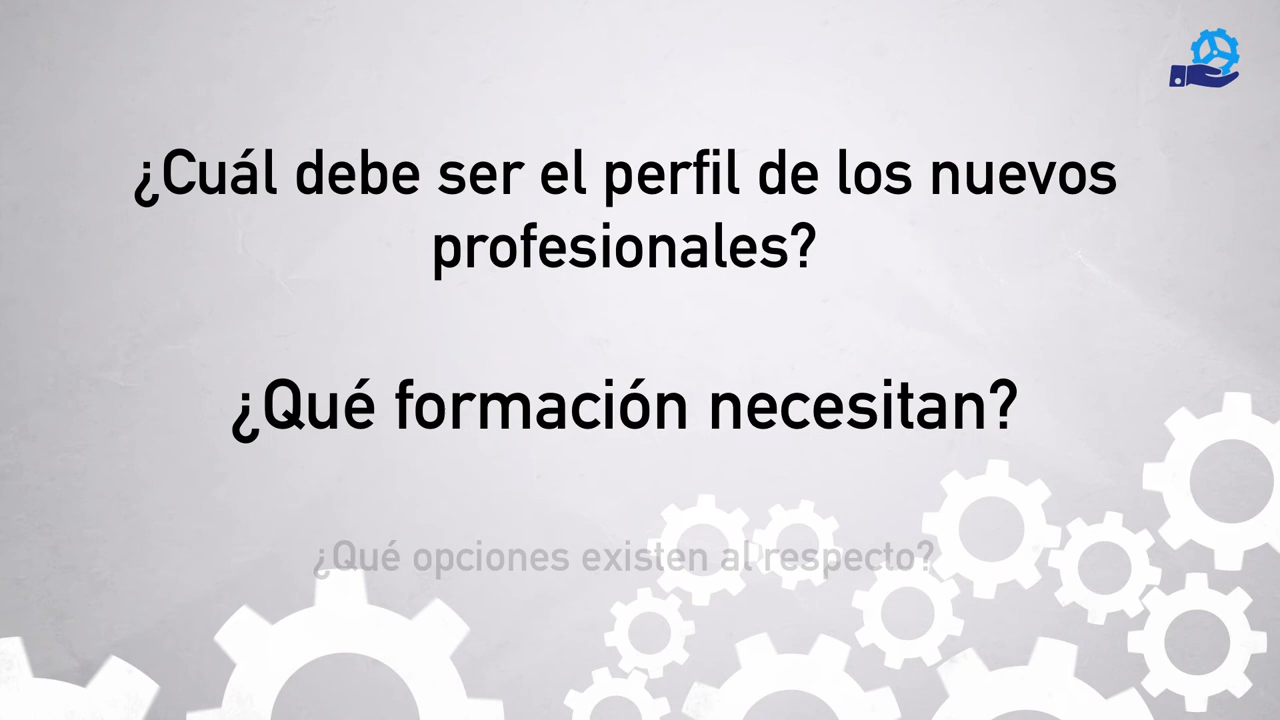 ¿Cuál debe ser el perfil de los nuevos
profesionales?
¿Qué formación necesitan?
¿Qué opciones existen al respecto?